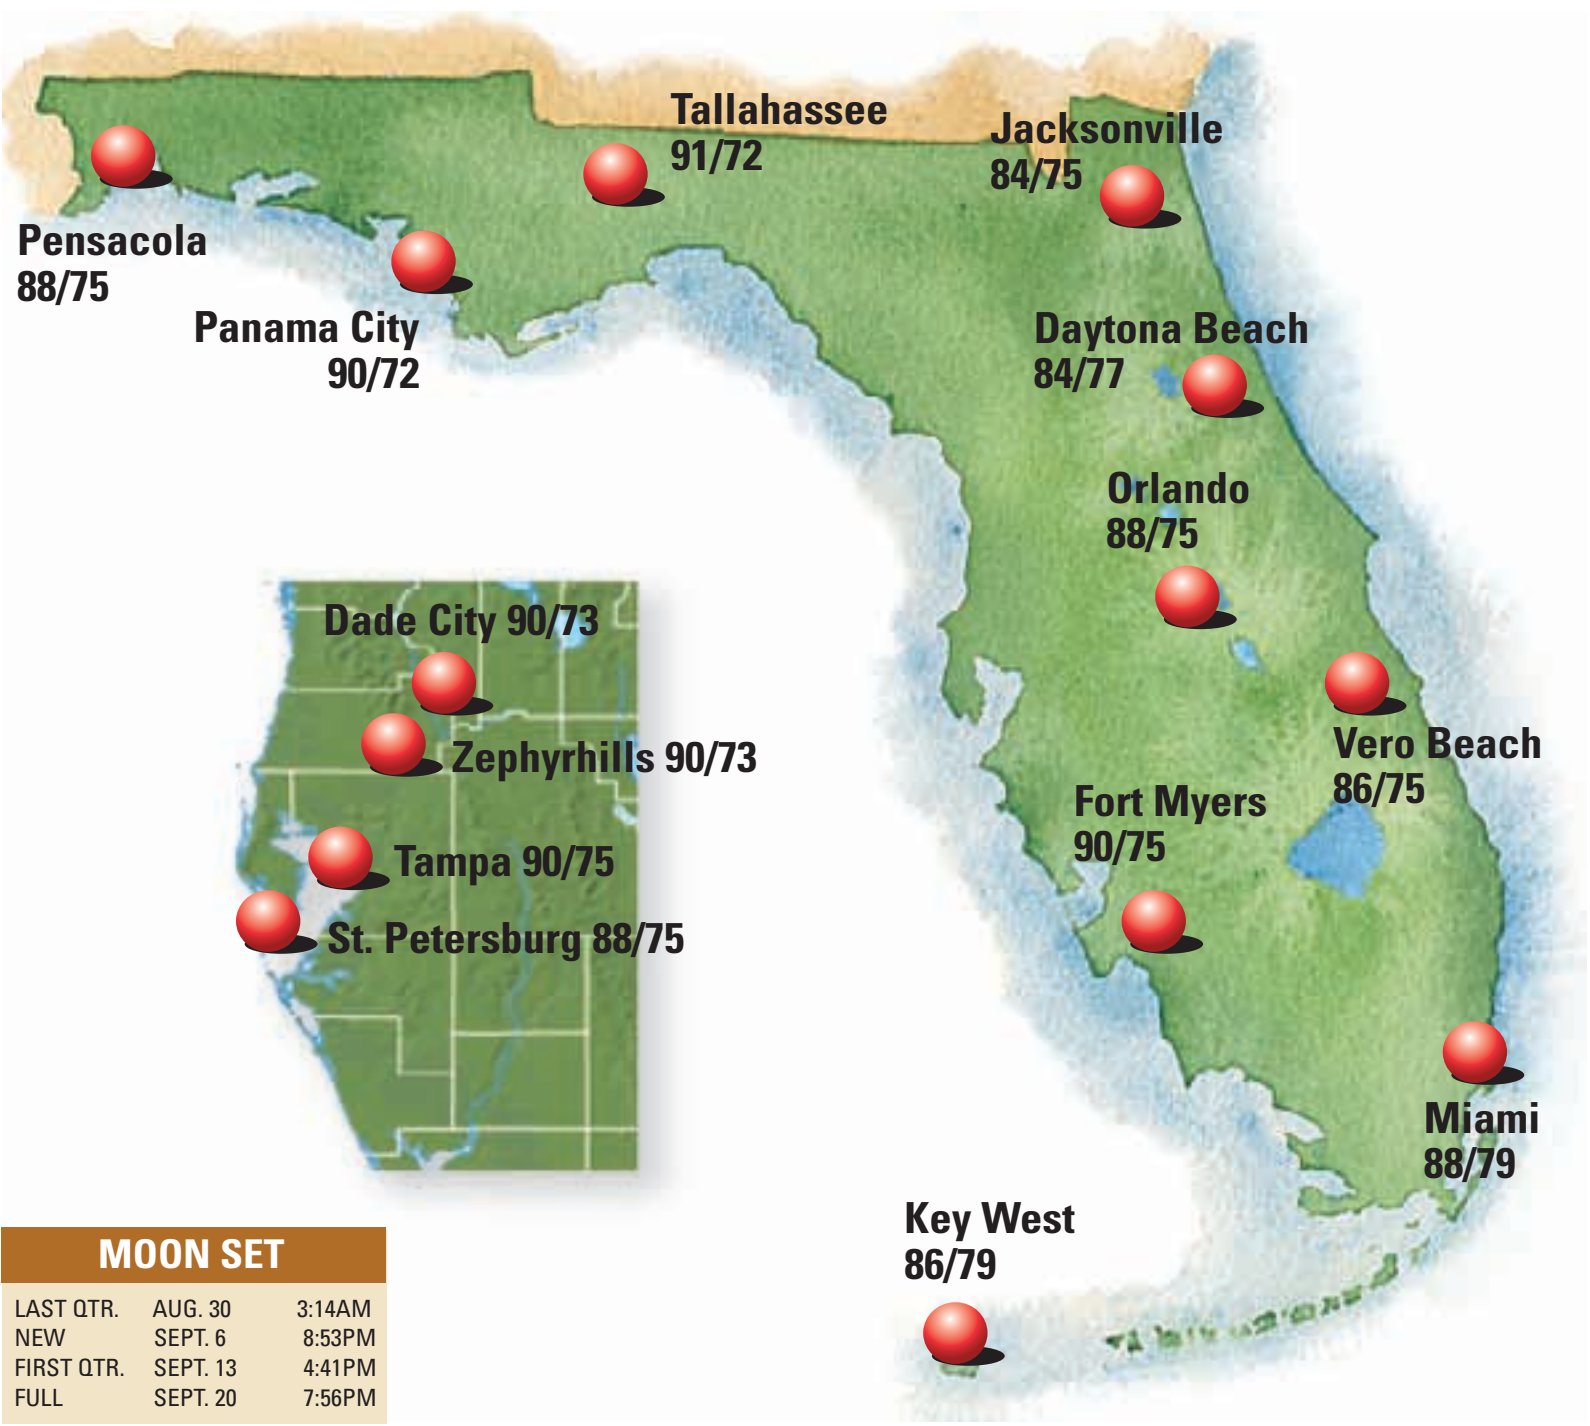 Tallahassee
91/72
Jacksonville
84/75
Pensacola
88/75
Panama City
90/72
Daytona Beach
84/77
Orlando
88/75
Dade City 90/73
Zephyrhills 90/73
Tampa 90/75
St. Petersburg 88/75
Vero Beach
86/75
Fort Myers
90/75
Miami
88/79
Key West
86/79
MOON SET
LAST QTR. AUG. 30 3:14AM
NEW SEPT. 6 8:53PM
FIRST QTR. SEPT. 13 4:41PM
FULL SEPT. 20 7:56PM